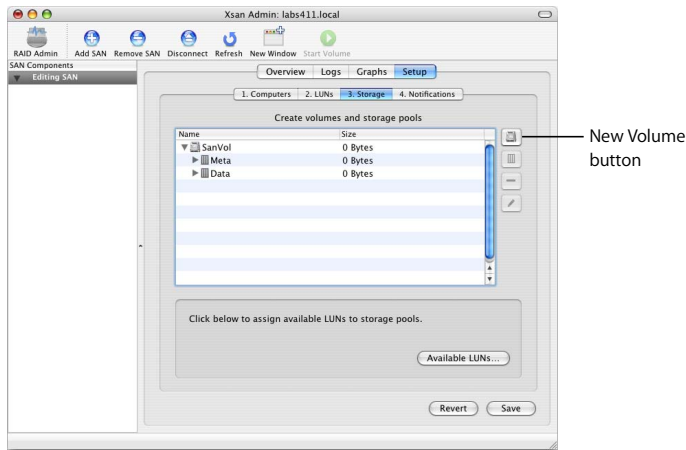 Xsan Admin: labs411.local
RAID Admin Add SAN Remove SAN Disconnect Refresh New Window Start Volume
SAN Components
Editing SAN
Overview Logs Graphs Setup
1. Computers 2. LUNs 3. Storage 4. Notifications
Create volumes and storage pools
Name Size
SanVol 0 Bytes
Meta 0 Bytes
Data 0 Bytes
New Volume
button
Click below to assign available LUNs to storage pools.
Available LUNs...
Revert Save